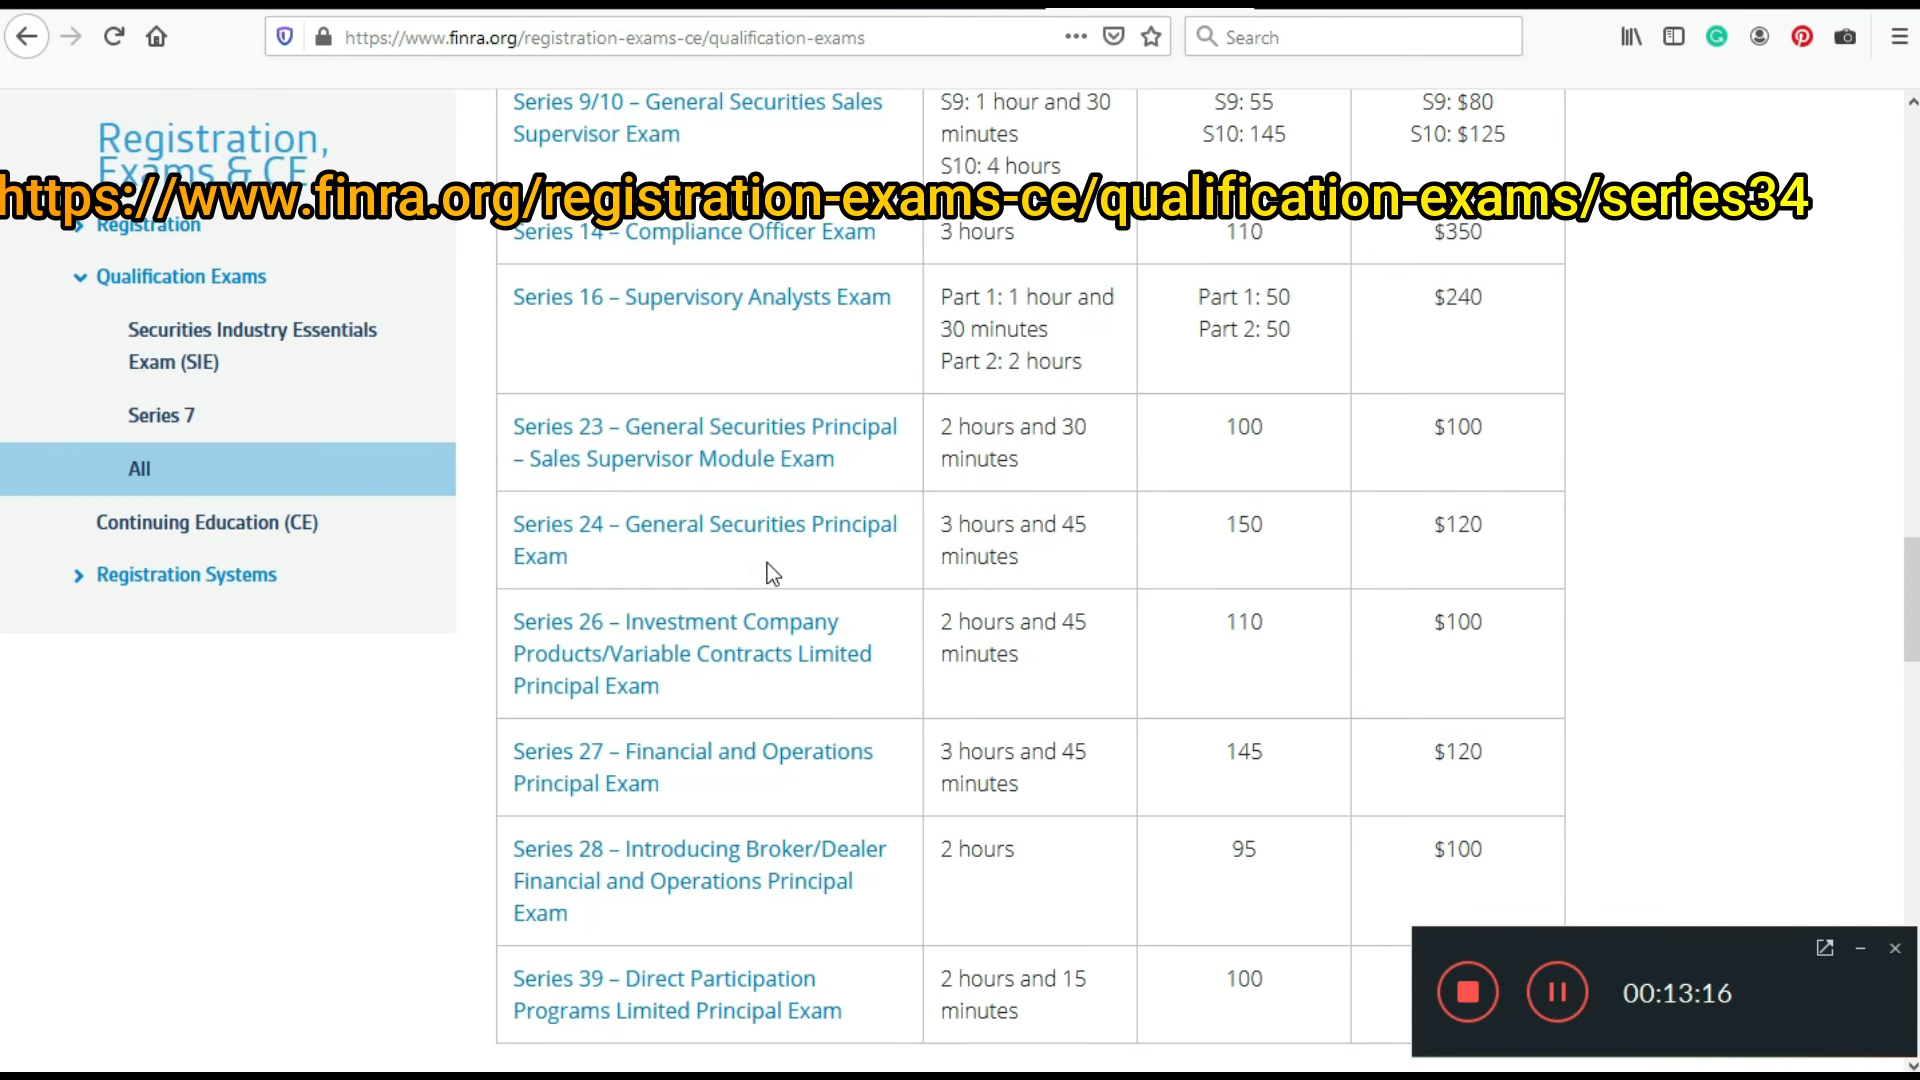 https://www.finra.org/registration-exams-ce/qualification-exams
Search
Registration,
Exams & CE
https://www.finra.org/registration-exams-ce/qualification-exams/series34
Registration
Qualification Exams
Securities Industry Essentials
Exam (SIE)
Series 7
All
Continuing Education (CE)
Registration Systems
Series 9/10 – General Securities Sales
Supervisor Exam
S9: 1 hour and 30
minutes
S10: 4 hours
S9: 55
S10: 145
S9: $80
S10: $125
Series 14 – Compliance Officer Exam
3 hours
110
$350
Series 16 – Supervisory Analysts Exam
Part 1: 1 hour and
30 minutes
Part 2: 2 hours
Part 1: 50
Part 2: 50
$240
Series 23 – General Securities Principal
– Sales Supervisor Module Exam
2 hours and 30
minutes
100
$100
Series 24 – General Securities Principal
Exam
3 hours and 45
minutes
150
$120
Series 26 – Investment Company
Products/Variable Contracts Limited
Principal Exam
2 hours and 45
minutes
110
$100
Series 27 – Financial and Operations
Principal Exam
3 hours and 45
minutes
145
$120
Series 28 – Introducing Broker/Dealer
Financial and Operations Principal
Exam
2 hours
95
$100
Series 39 – Direct Participation
Programs Limited Principal Exam
2 hours and 15
minutes
100
00:13:16